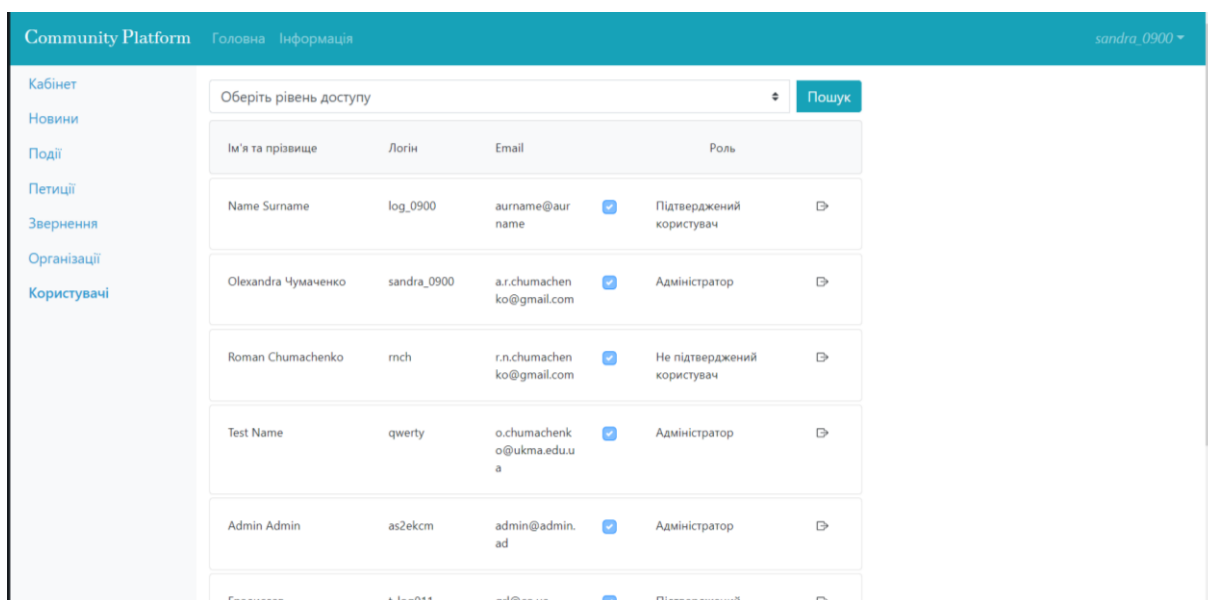 Community Platform Головна Інформація sandra_0900
Кабінет
Новини
Події
Петиції
Звернення
Організації
Користувачі
Оберіть рівень доступу Пошук
Ім'я та прізвище Логін Email Роль
Name Surname log_0900 aurname@aur Підтверджений
name користувач
Olexandra Чумаченко sandra_0900 a.r.chumachen Адміністратор
ko@gmail.com
Roman Chumachenko rnch r.n.chumachen Не підтверджений
ko@gmail.com користувач
Test Name qwerty o.chumachenk Адміністратор
o@ukma.edu.u
a
Admin Admin as2ekcm admin@admin. Адміністратор
ad